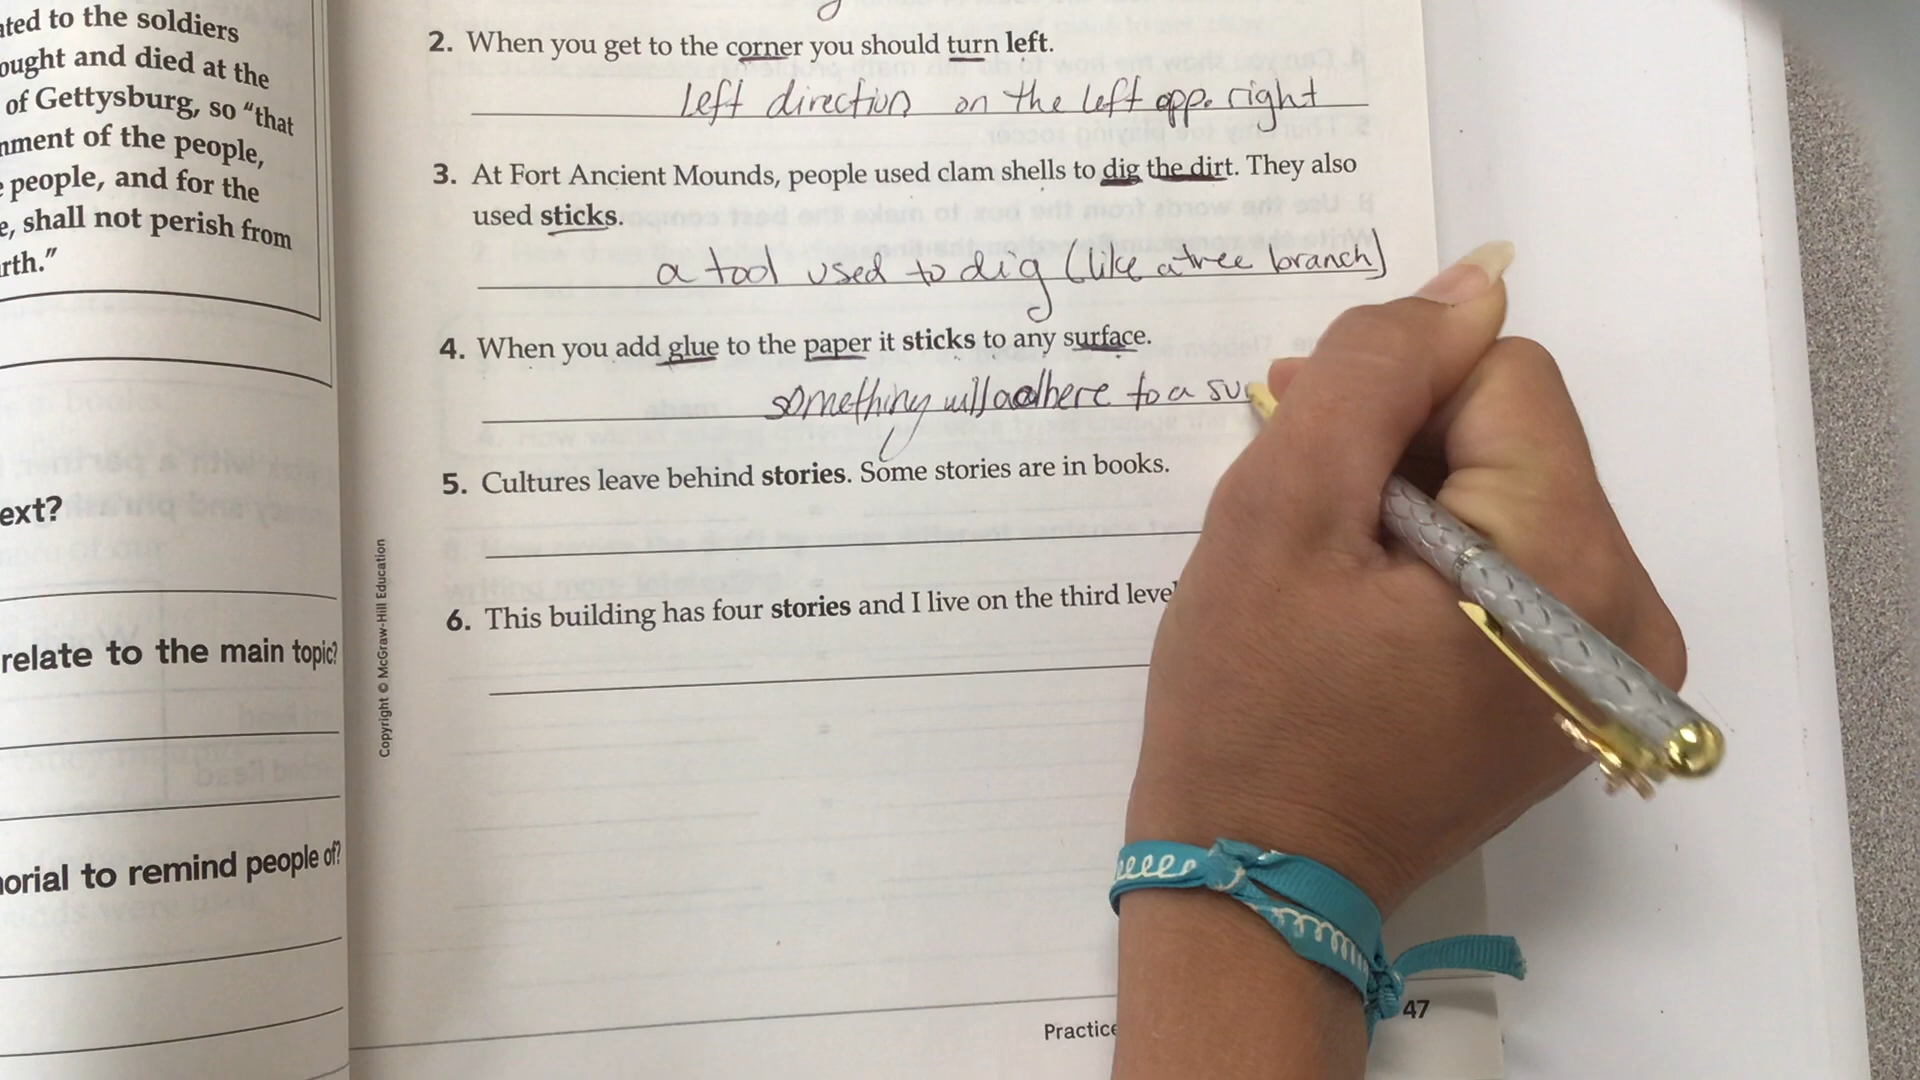 ated to the soldiers
ought and died at the
of Gettysburg, so "that
nment of the people,
people, and for the
e, shall not perish from
rth."
ext?
relate to the main topic?
orial to remind people of?
2. When you get to the corner you should turn left.
left direction on the left opp. right
3. At Fort Ancient Mounds, people used clam shells to dig the dirt. They also
used sticks.
a tool used to dig (like a tree branch)
4. When you add glue to the paper it sticks to any surface.
something will adhere to a su
5. Cultures leave behind stories. Some stories are in books.
6. This building has four stories and I live on the third level
Copyright © McGraw-Hill Education
Practice
47